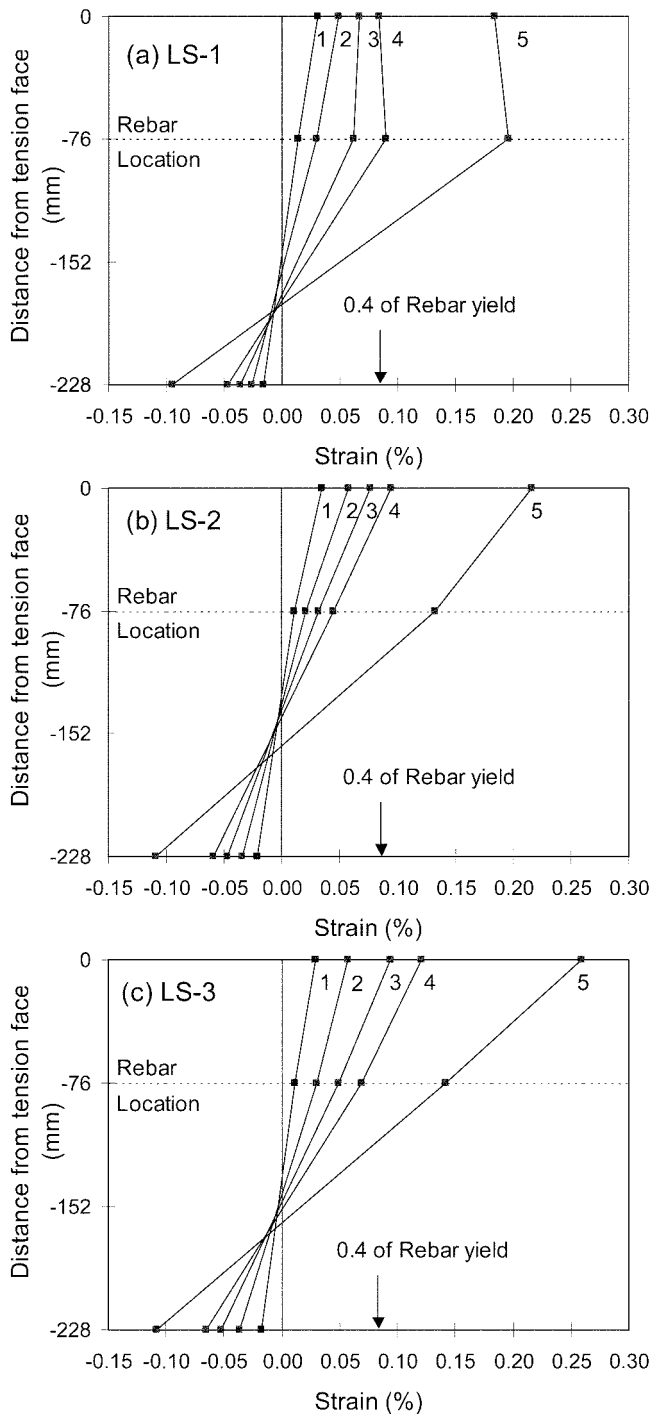 0
(a) LS-1
1 2 3 4 5
Rebar
-76
Location
Distance from tension face
(mm)
-152
0.4 of Rebar yield
-228
-0.15 -0.10 -0.05 0.00 0.05 0.10 0.15 0.20 0.25 0.30
Strain (%)
0
(b) LS-2
1 2 3 4 5
Rebar
-76
Location
Distance from tension face
(mm)
-152
0.4 of Rebar yield
-228
-0.15 -0.10 -0.05 0.00 0.05 0.10 0.15 0.20 0.25 0.30
Strain (%)
0
(c) LS-3
1 2 3 4 5
Rebar
-76
Location
Distance from tension face
(mm)
-152
0.4 of Rebar yield
-228
-0.15 -0.10 -0.05 0.00 0.05 0.10 0.15 0.20 0.25 0.30
Strain (%)